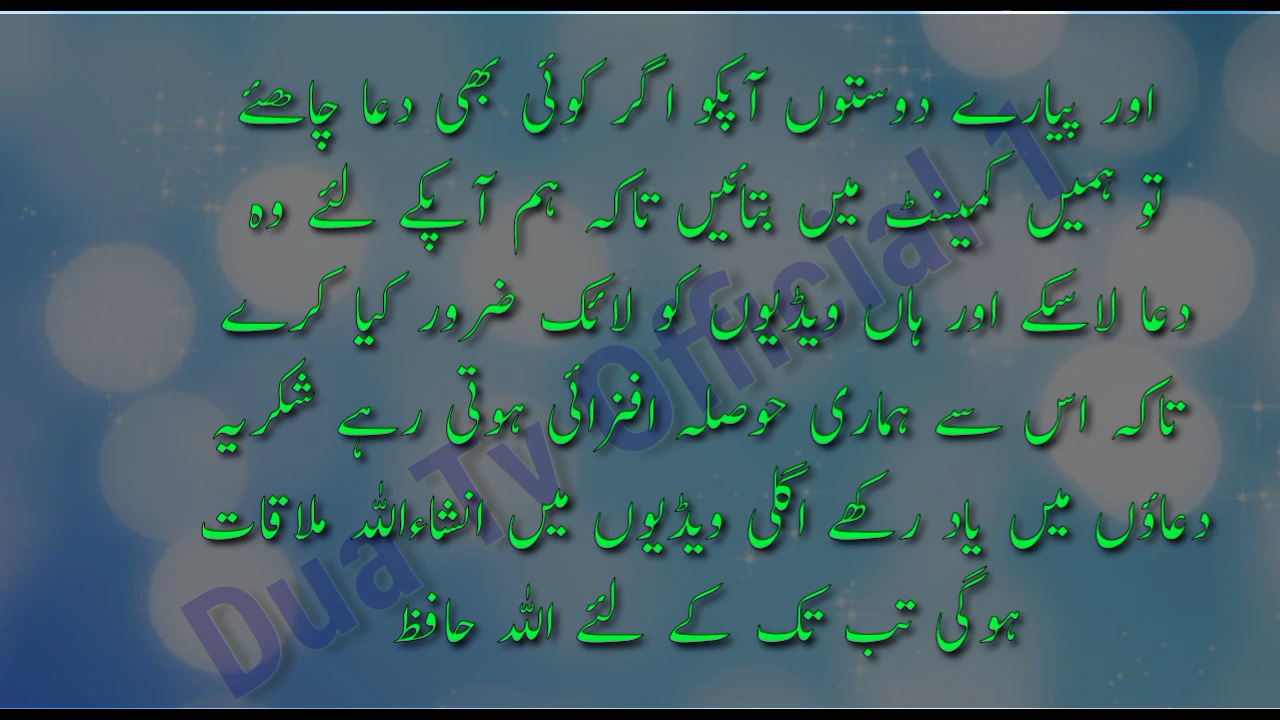 اور پیارے دوستوں آپکو اگر کوئی بھی دعا چاھئے
تو ہمیں کمینٹ میں بتائیں تاکہ ہم آپکے لئے وہ
دعا لاسکے اور ہاں ویڈیوں کو لائک ضرور کیا کرے
تاکہ اس سے ہماری حوصلہ افزائی ہوتی رہے شکریہ
دعاؤں میں یاد رکھے اگلی ویڈیوں میں انشاءاللہ ملاقات
ہوگی تب تک کے لئے اللہ حافظ
Dua Tv Official 1